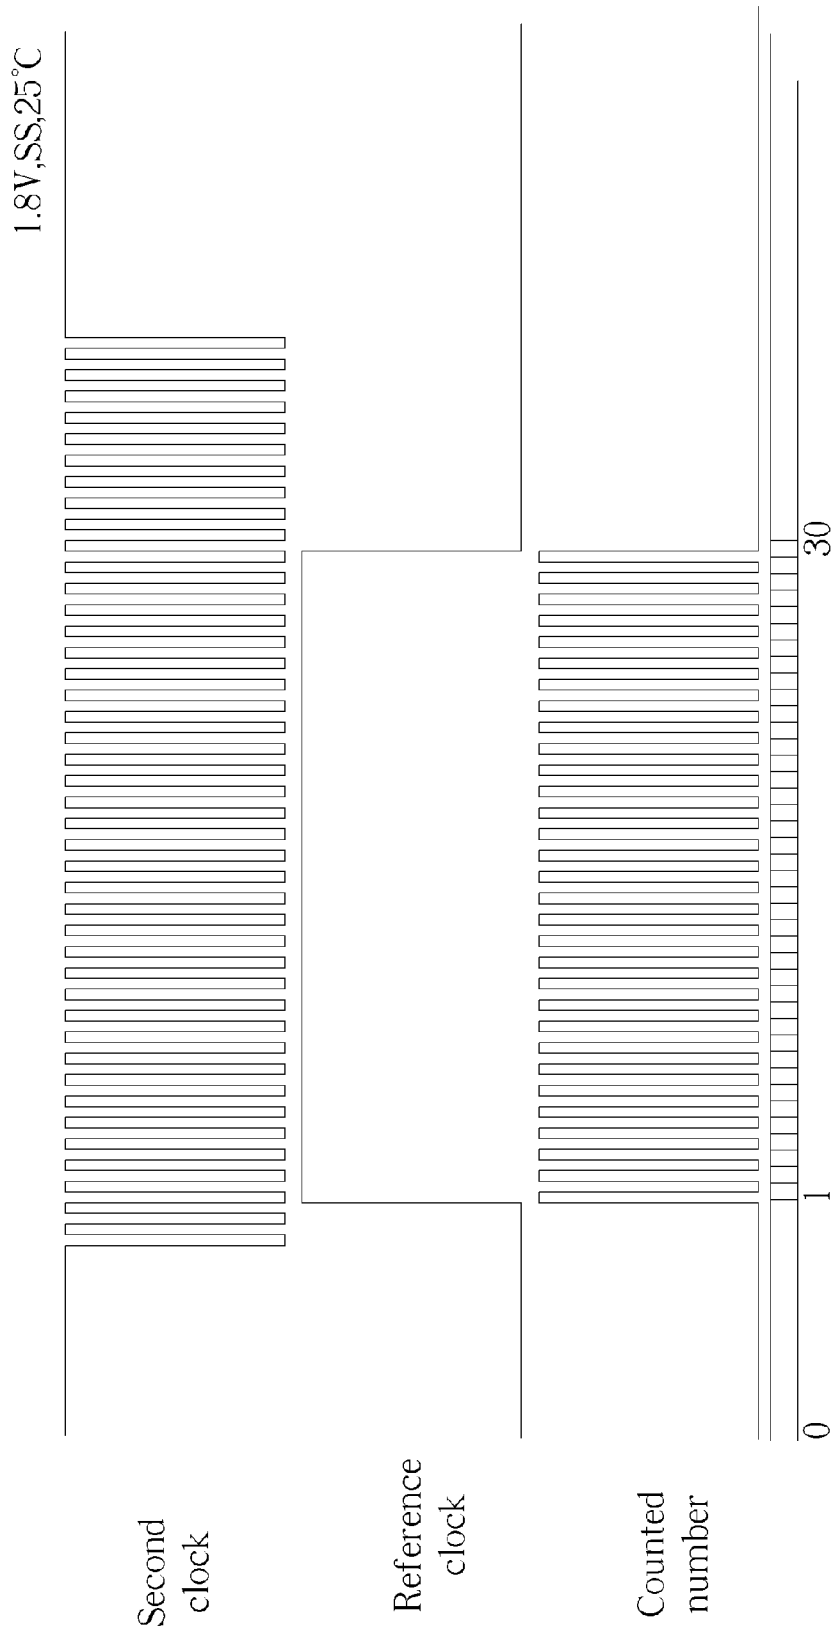 1.8V,SS,25°C
Second
clock
Reference
clock
Counted
number
0
1
30